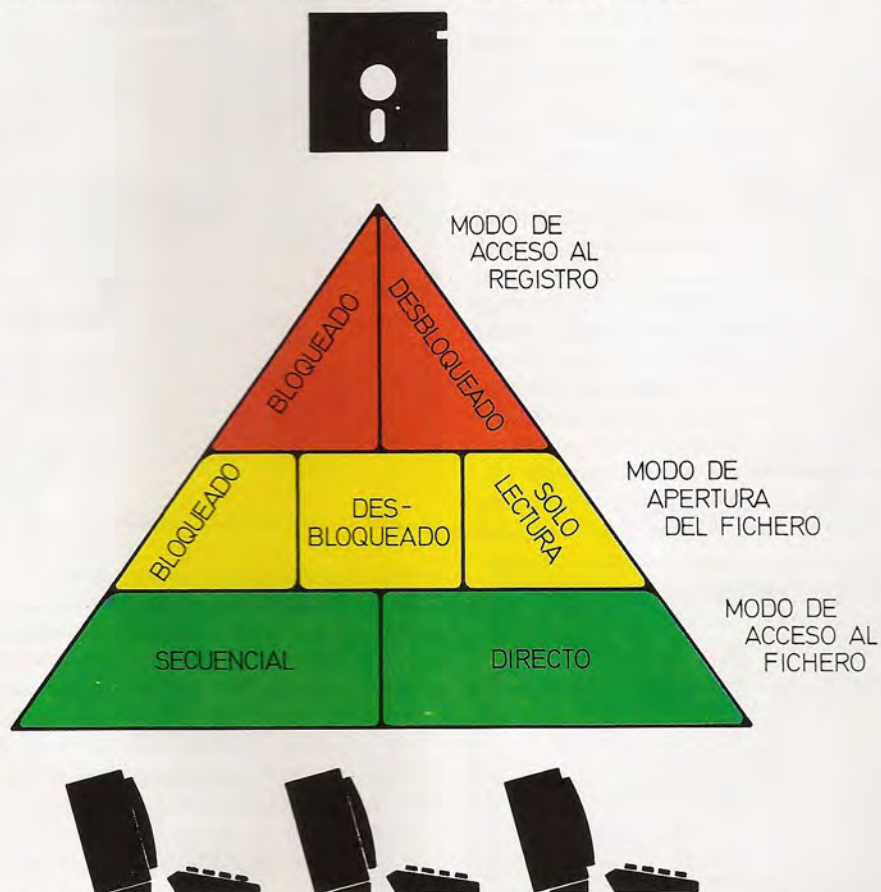 MODO DE
ACCESO AL
REGISTRO
BLOQUEADO
DESBLOQUEADO
MODO DE
APERTURA
DEL FICHERO
BLOQUEADO
DES-
BLOQUEADO
SOLO
LECTURA
MODO DE
ACCESO AL
FICHERO
SECUENCIAL
DIRECTO